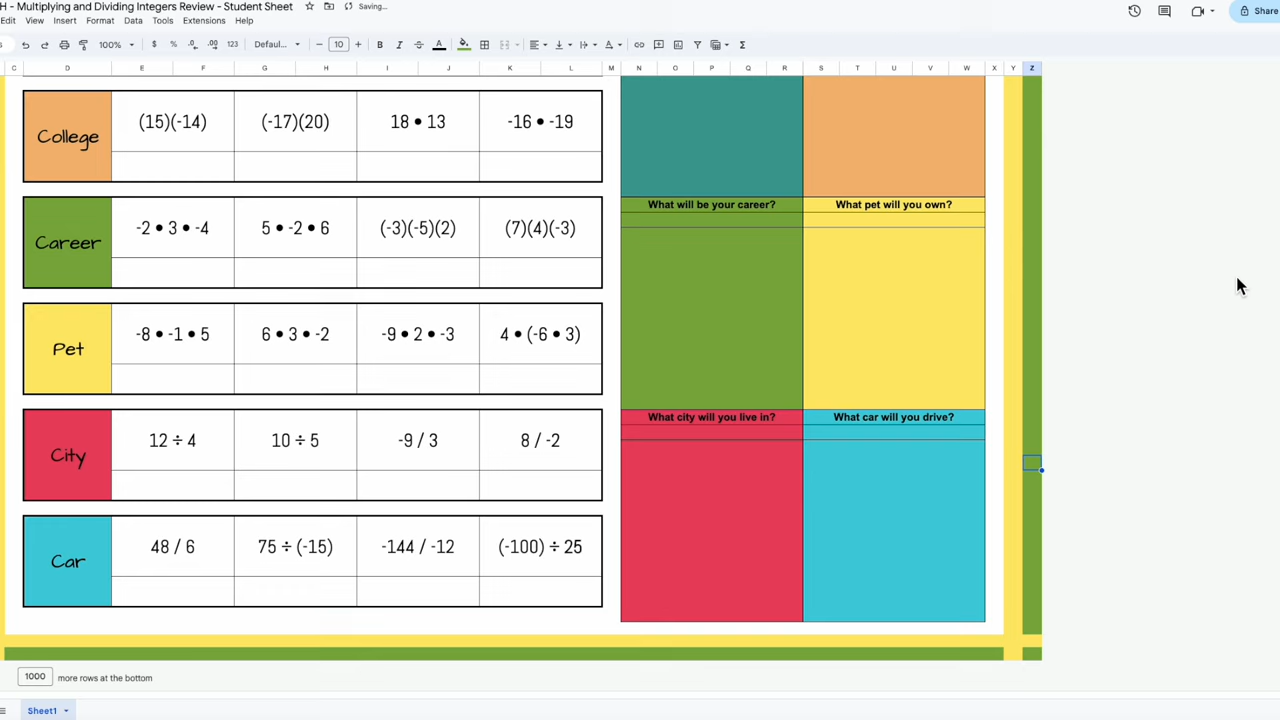 H - Multiplying and Dividing Integers Review - Student Sheet Saving...
Edit View Insert Format Data Tools Extensions Help
Share
100% $ % .0 .00 123 Defaul... - 10 + B I A
C D E F G H I J K L M N O P Q R S T U V W X Y Z
College (15)(-14) (-17)(20) 18 • 13 -16 • -19
What will be your career? What pet will you own?
Career -2 • 3 • -4 5 • -2 • 6 (-3)(-5)(2) (7)(4)(-3)
Pet -8 • -1 • 5 6 • 3 • -2 -9 • 2 • -3 4 • (-6 • 3)
What city will you live in? What car will you drive?
City 12 ÷ 4 10 ÷ 5 -9 / 3 8 / -2
Car 48 / 6 75 ÷ (-15) -144 / -12 (-100) ÷ 25
1000 more rows at the bottom
Sheet1